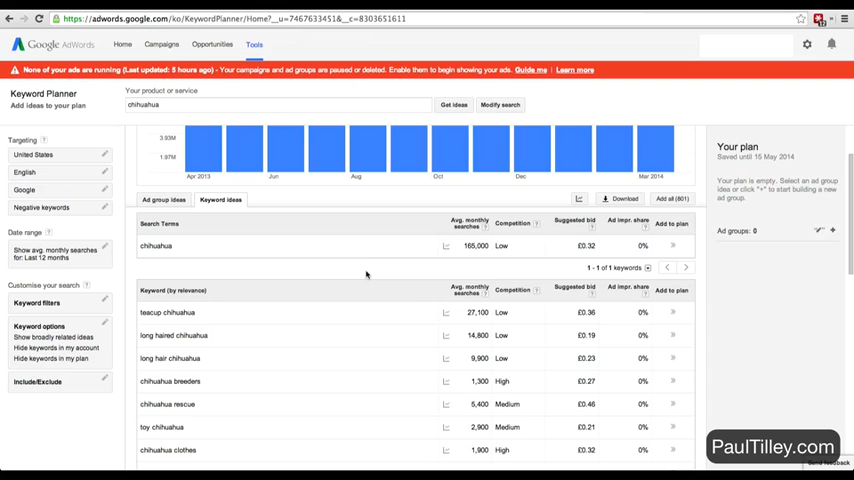 https://adwords.google.com/ko/KeywordPlanner/Home?__u=7467633451&__c=8303651611
Google AdWords Home Campaigns Opportunities Tools
None of your ads are running (Last updated: 5 hours ago) - Your campaigns and ad groups are paused or deleted. Enable them to begin showing your ads. Guide me Learn more
Keyword Planner
Add ideas to your plan
Your product or service
chihuahua Get ideas Modify search
Targeting
United States
English
Google
Negative keywords
Date range
Show avg. monthly searches
for: Last 12 months
Customise your search ?
Keyword filters
Keyword options
Show broadly related ideas
Hide keywords in my account
Hide keywords in my plan
Include/Exclude
3.93M
1.97M
Apr 2013 Jun Aug Oct Dec Mar 2014
Ad group ideas Keyword ideas Download Add all (801)
Search Terms Avg. monthly searches ? Competition ? Suggested bid ? Ad impr. share ? Add to plan
chihuahua 165,000 Low £0.32 0% »
1 - 1 of 1 keywords
Keyword (by relevance) Avg. monthly searches ? Competition ? Suggested bid ? Ad impr. share ? Add to plan
teacup chihuahua 27,100 Low £0.36 0% »
long haired chihuahua 14,800 Low £0.19 0% »
long hair chihuahua 9,900 Low £0.23 0% »
chihuahua breeders 1,300 High £0.27 0% »
chihuahua rescue 5,400 Medium £0.46 0% »
toy chihuahua 2,900 Medium £0.21 0% »
chihuahua clothes 1,900 High £0.32 0% »
Your plan
Saved until 15 May 2014
Your plan is empty. Select an ad group
idea or click "+" to start building a new
ad group.
Ad groups: 0
PaulTilley.com
Send feedback